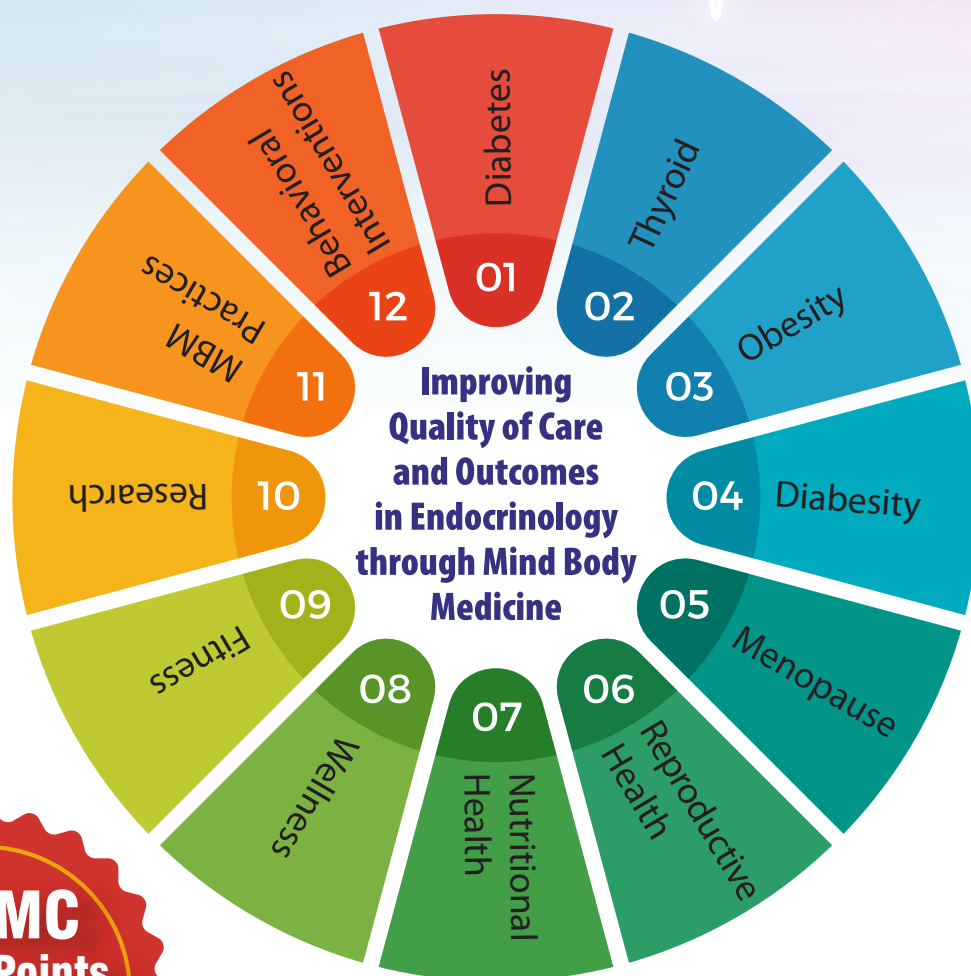 01
Diabetes
02
Thyroid
03
Obesity
04
Diabesity
05
Menopause
06
Reproductive
Health
07
Nutritional
Health
08
Wellness
09
Fitness
10
Research
11
MBM
Practices
12
Behavioral
Interventions
Improving
Quality of Care
and Outcomes
in Endocrinology
through Mind Body
Medicine
MC
Points